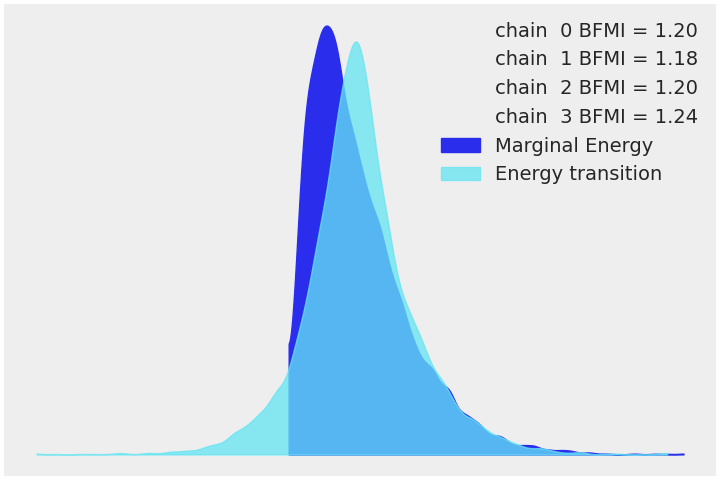 chain  0 BFMI = 1.20
chain  1 BFMI = 1.18
chain  2 BFMI = 1.20
chain  3 BFMI = 1.24
Marginal Energy
Energy transition